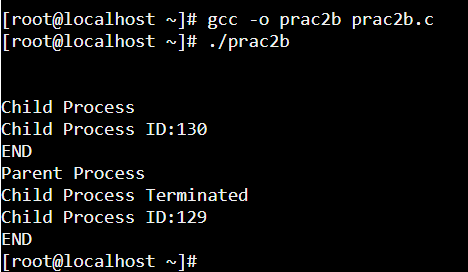 [root@localhost ~]# gcc -o prac2b prac2b.c
[root@localhost ~]# ./prac2b
Child Process
Child Process ID:130
END
Parent Process
Child Process Terminated
Child Process ID:129
END
[root@localhost ~]#